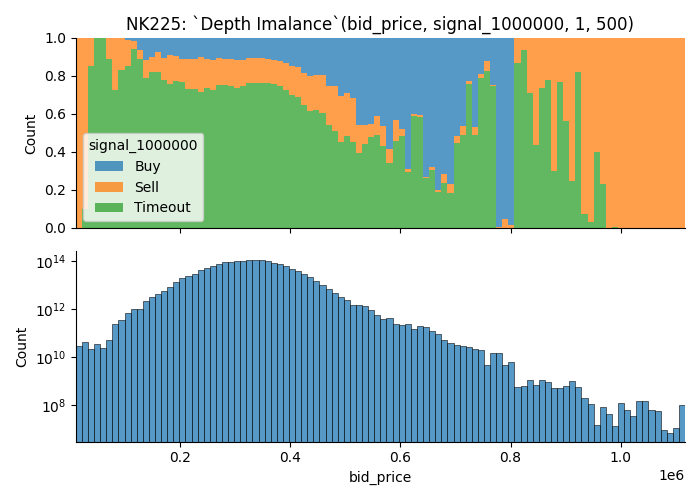 NK225: `Depth Imalance`(bid_price, signal_1000000, 1, 500)
1.0
0.8
0.6
0.4
0.2
0.0
Count
signal_1000000
Buy
Sell
Timeout
10^14
10^12
10^10
10^8
Count
0.2 0.4 0.6 0.8 1.0
1e6
bid_price